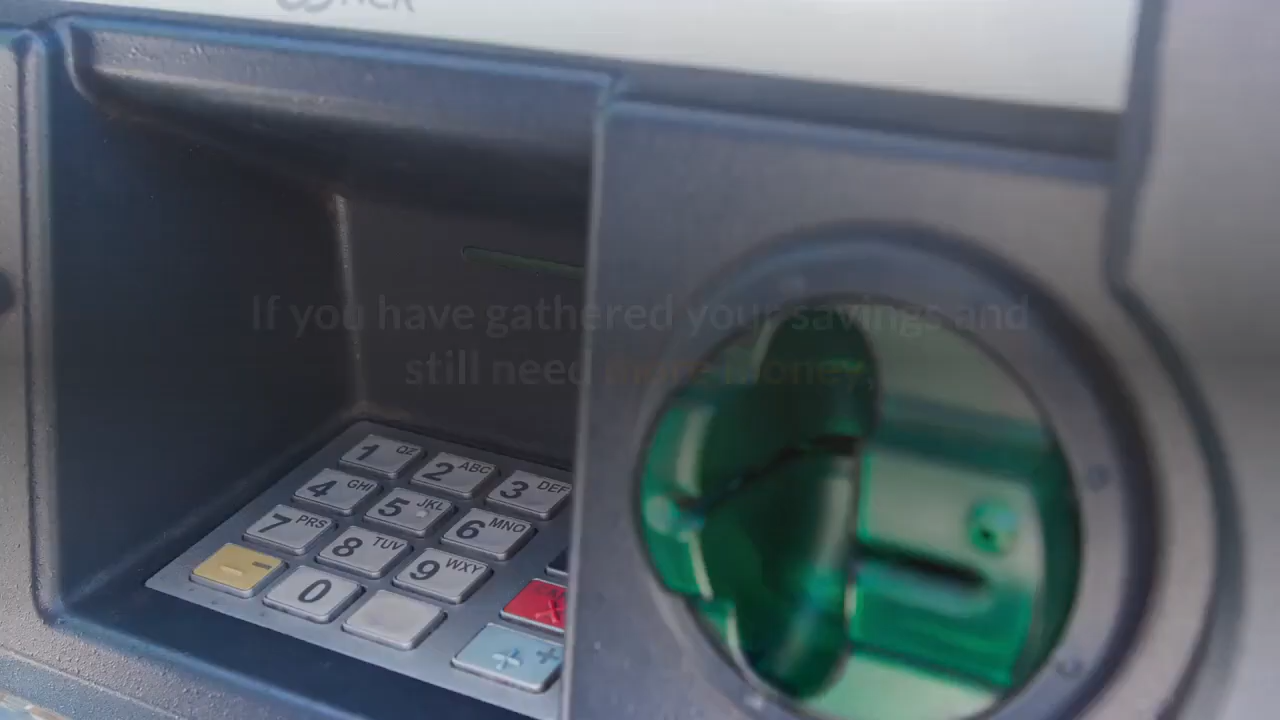 If you have gathered your savings and
still need more money,
1 QZ
2 ABC
3 DEF
4 GHI
5 JKL
6 MNO
7 PRS
8 TUV
9 WXY
0